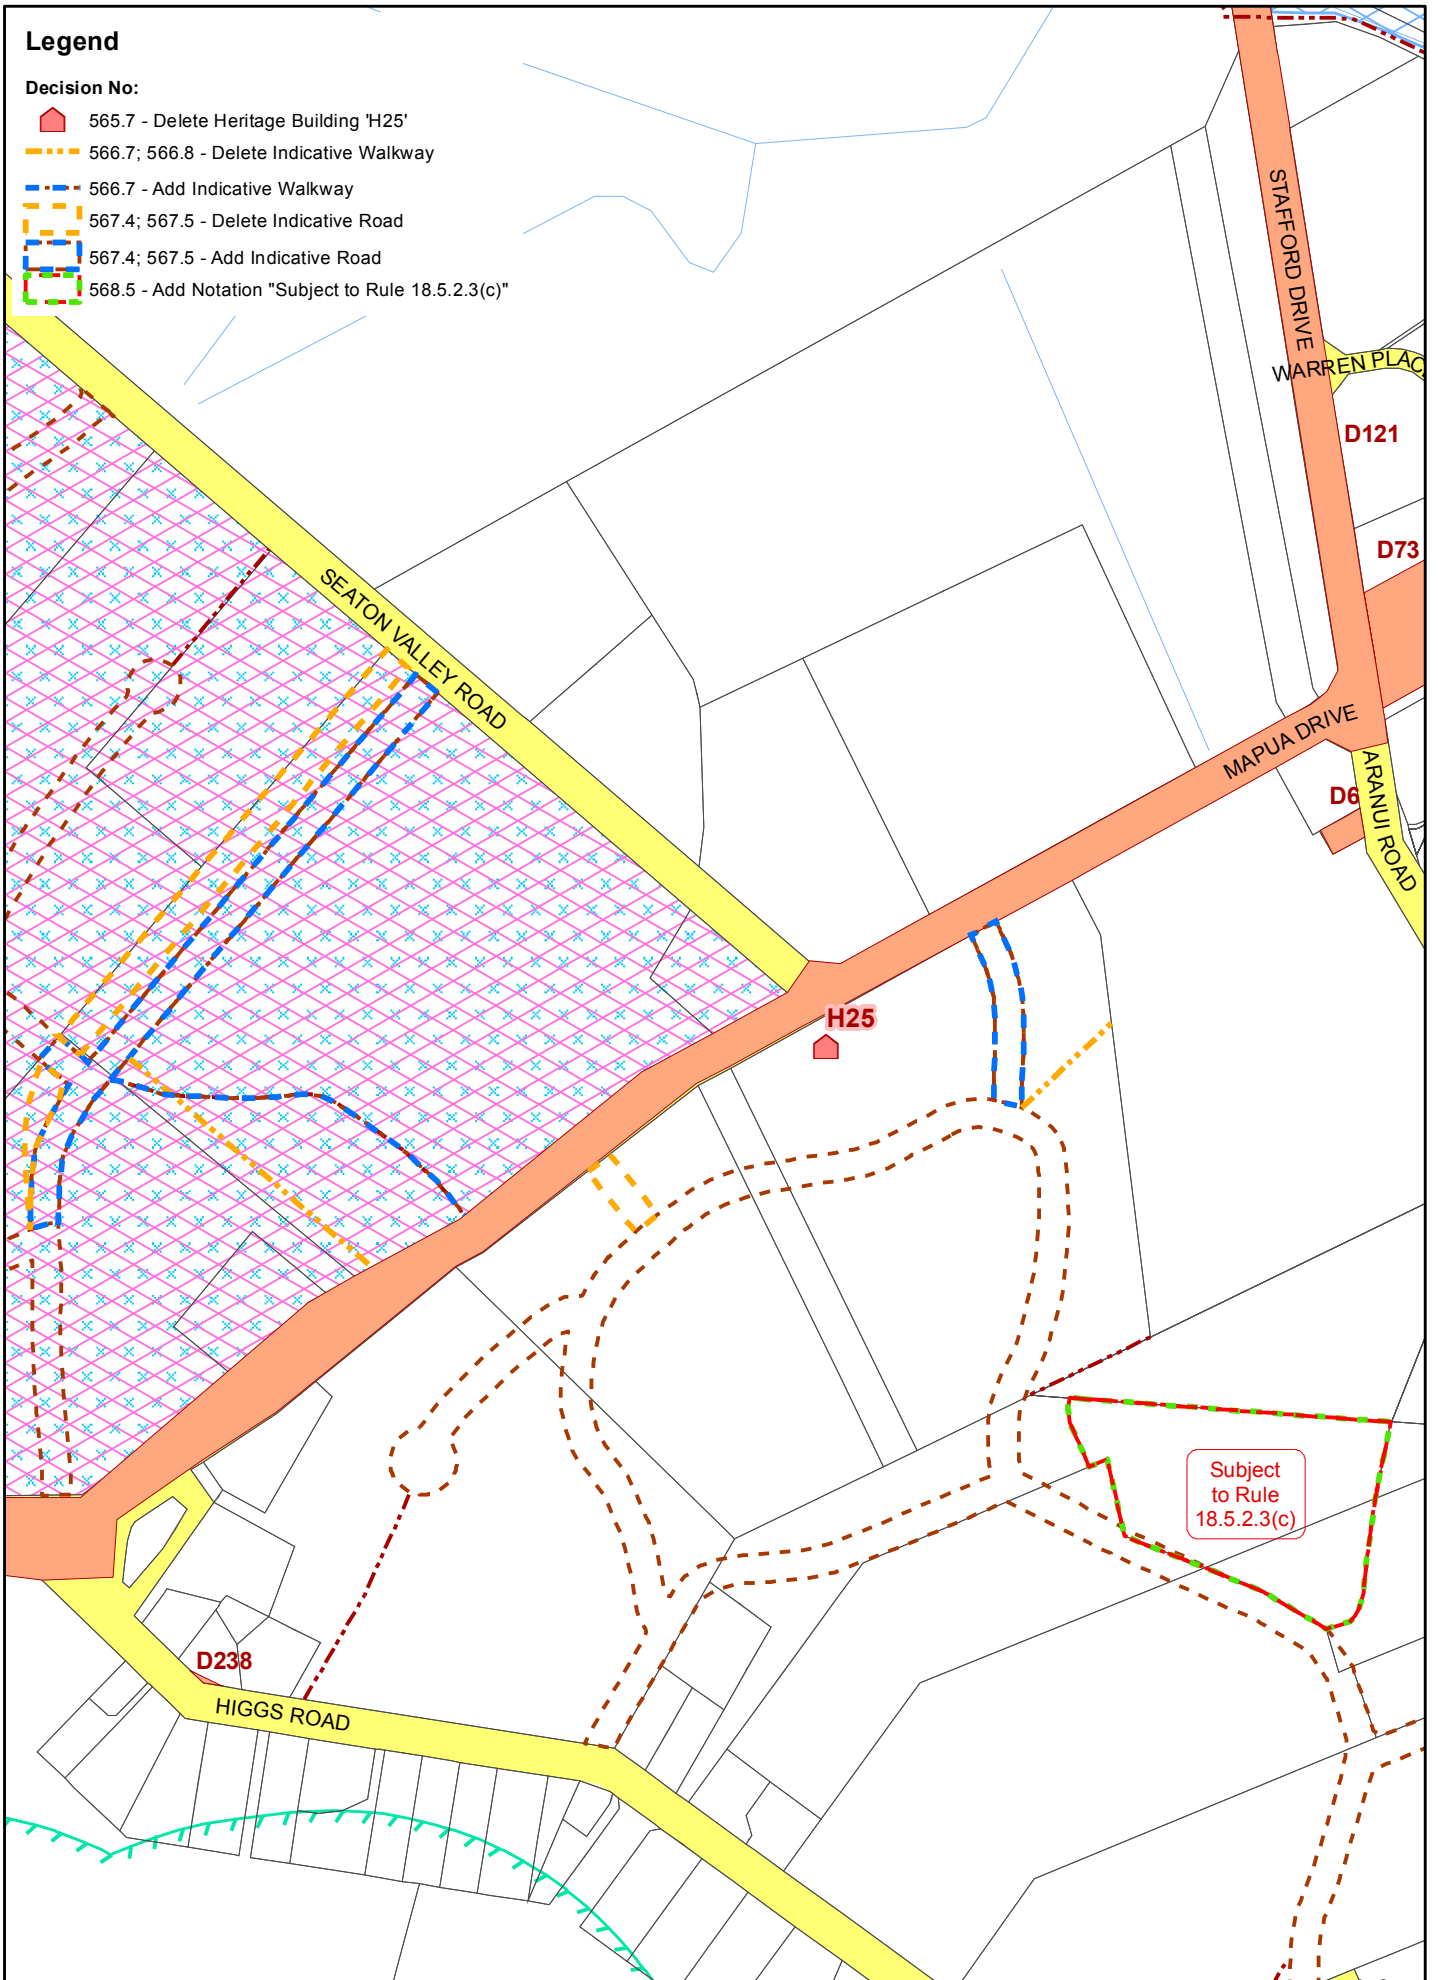 Legend
Decision No:
565.7 - Delete Heritage Building 'H25'
566.7; 566.8 - Delete Indicative Walkway
566.7 - Add Indicative Walkway
567.4; 567.5 - Delete Indicative Road
567.4; 567.5 - Add Indicative Road
568.5 - Add Notation "Subject to Rule 18.5.2.3(c)"
STAFFORD DRIVE
D121
D73
SEATON VALLEY ROAD
MAPUA DRIVE
D6
ARANUI ROAD
H25
Subject
to Rule
18.5.2.3(c)
D238
HIGGS ROAD